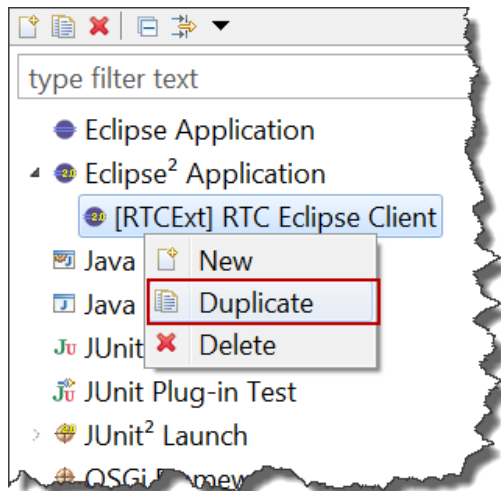 type filter text
Eclipse Application
Eclipse² Application
[RTCExt] RTC Eclipse Client
Java
New
Java
Duplicate
JUnit
Delete
JUnit Plug-in Test
JUnit² Launch
OSGi